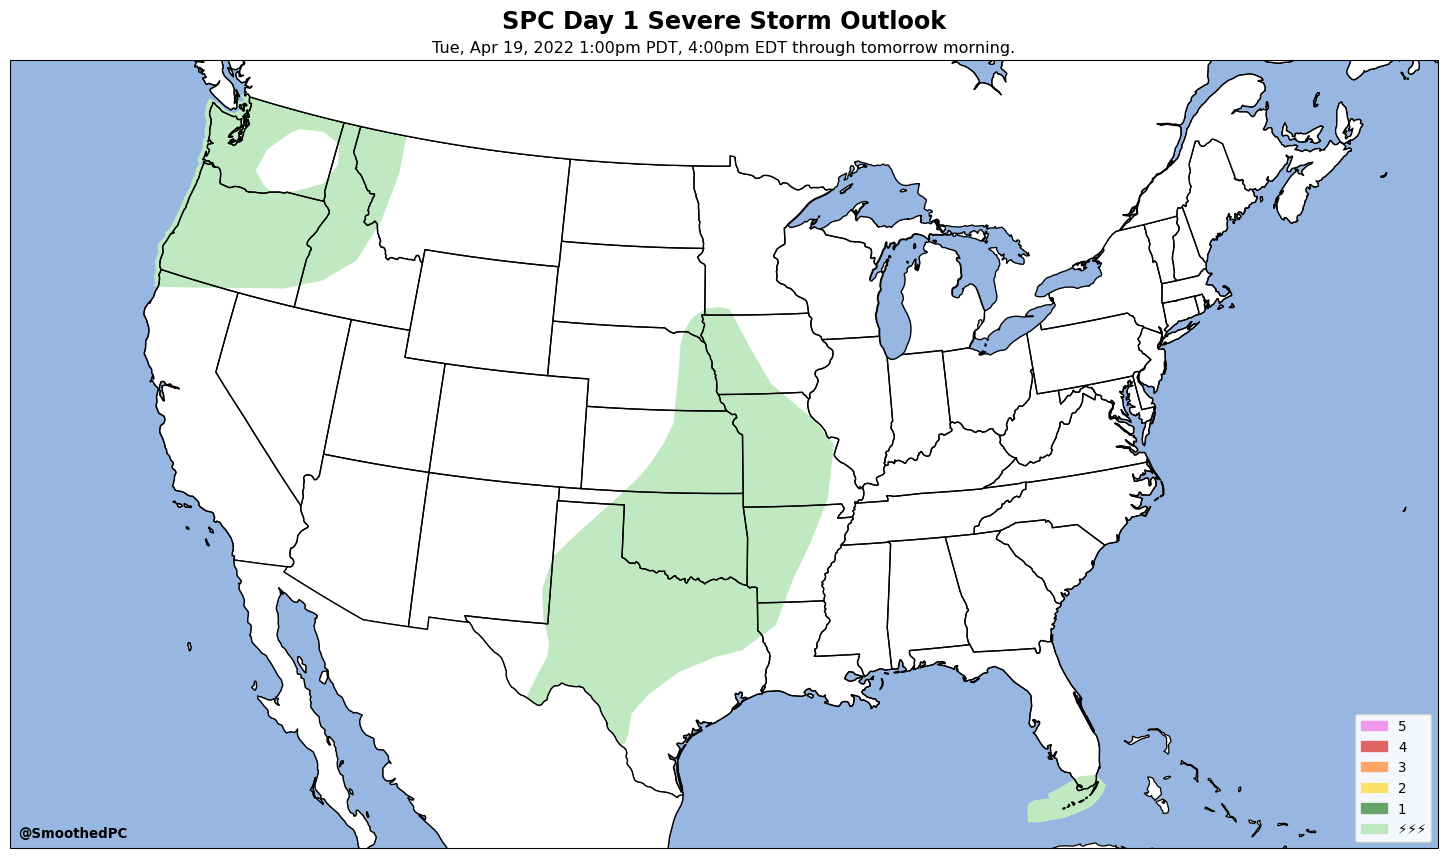 SPC Day 1 Severe Storm Outlook
Tue, Apr 19, 2022 1:00pm PDT, 4:00pm EDT through tomorrow morning.
5
4
3
2
1
⚡⚡⚡
@SmoothedPC